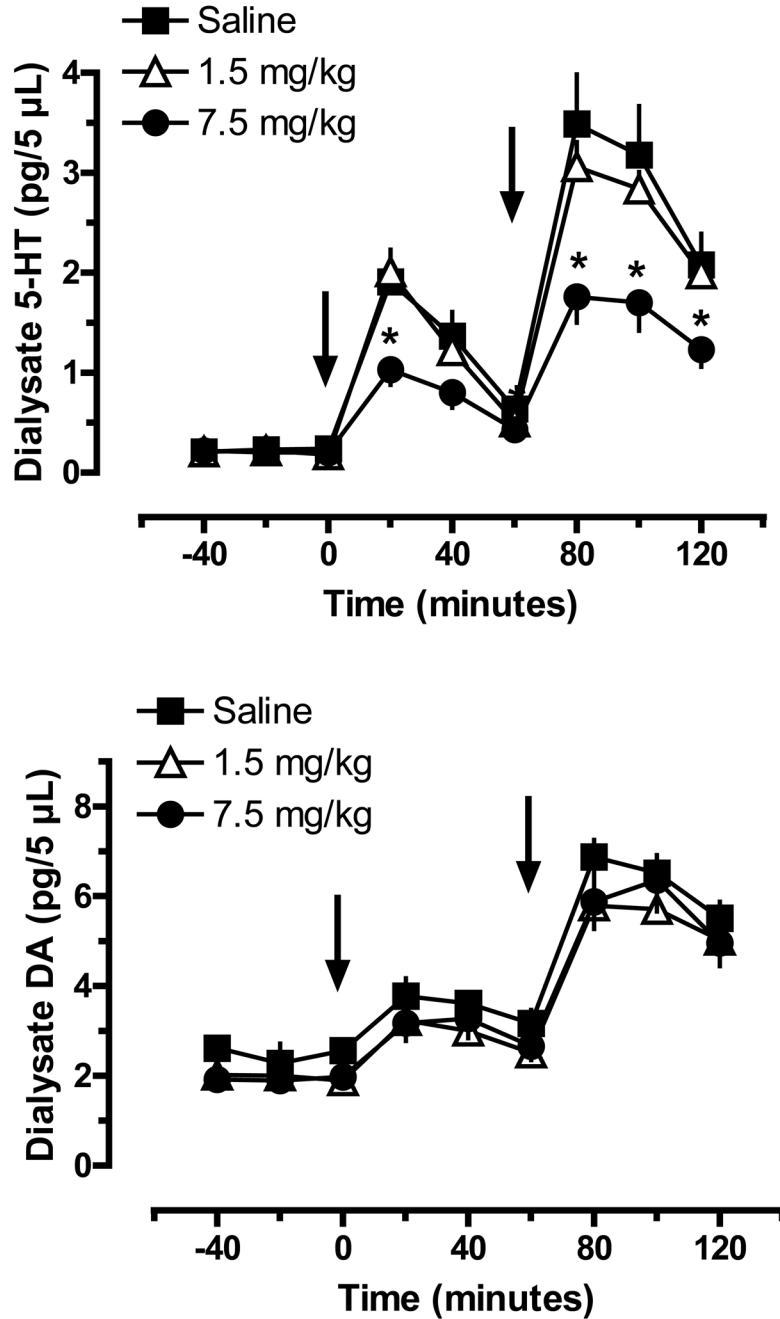 Saline
1.5 mg/kg
7.5 mg/kg
Dialysate 5-HT (pg/5 µL)
4
3
2
1
0
*
*
*
*
*
-40 0 40 80 120
Time (minutes)
Saline
1.5 mg/kg
7.5 mg/kg
Dialysate DA (pg/5 µL)
8
6
4
2
0
-40 0 40 80 120
Time (minutes)